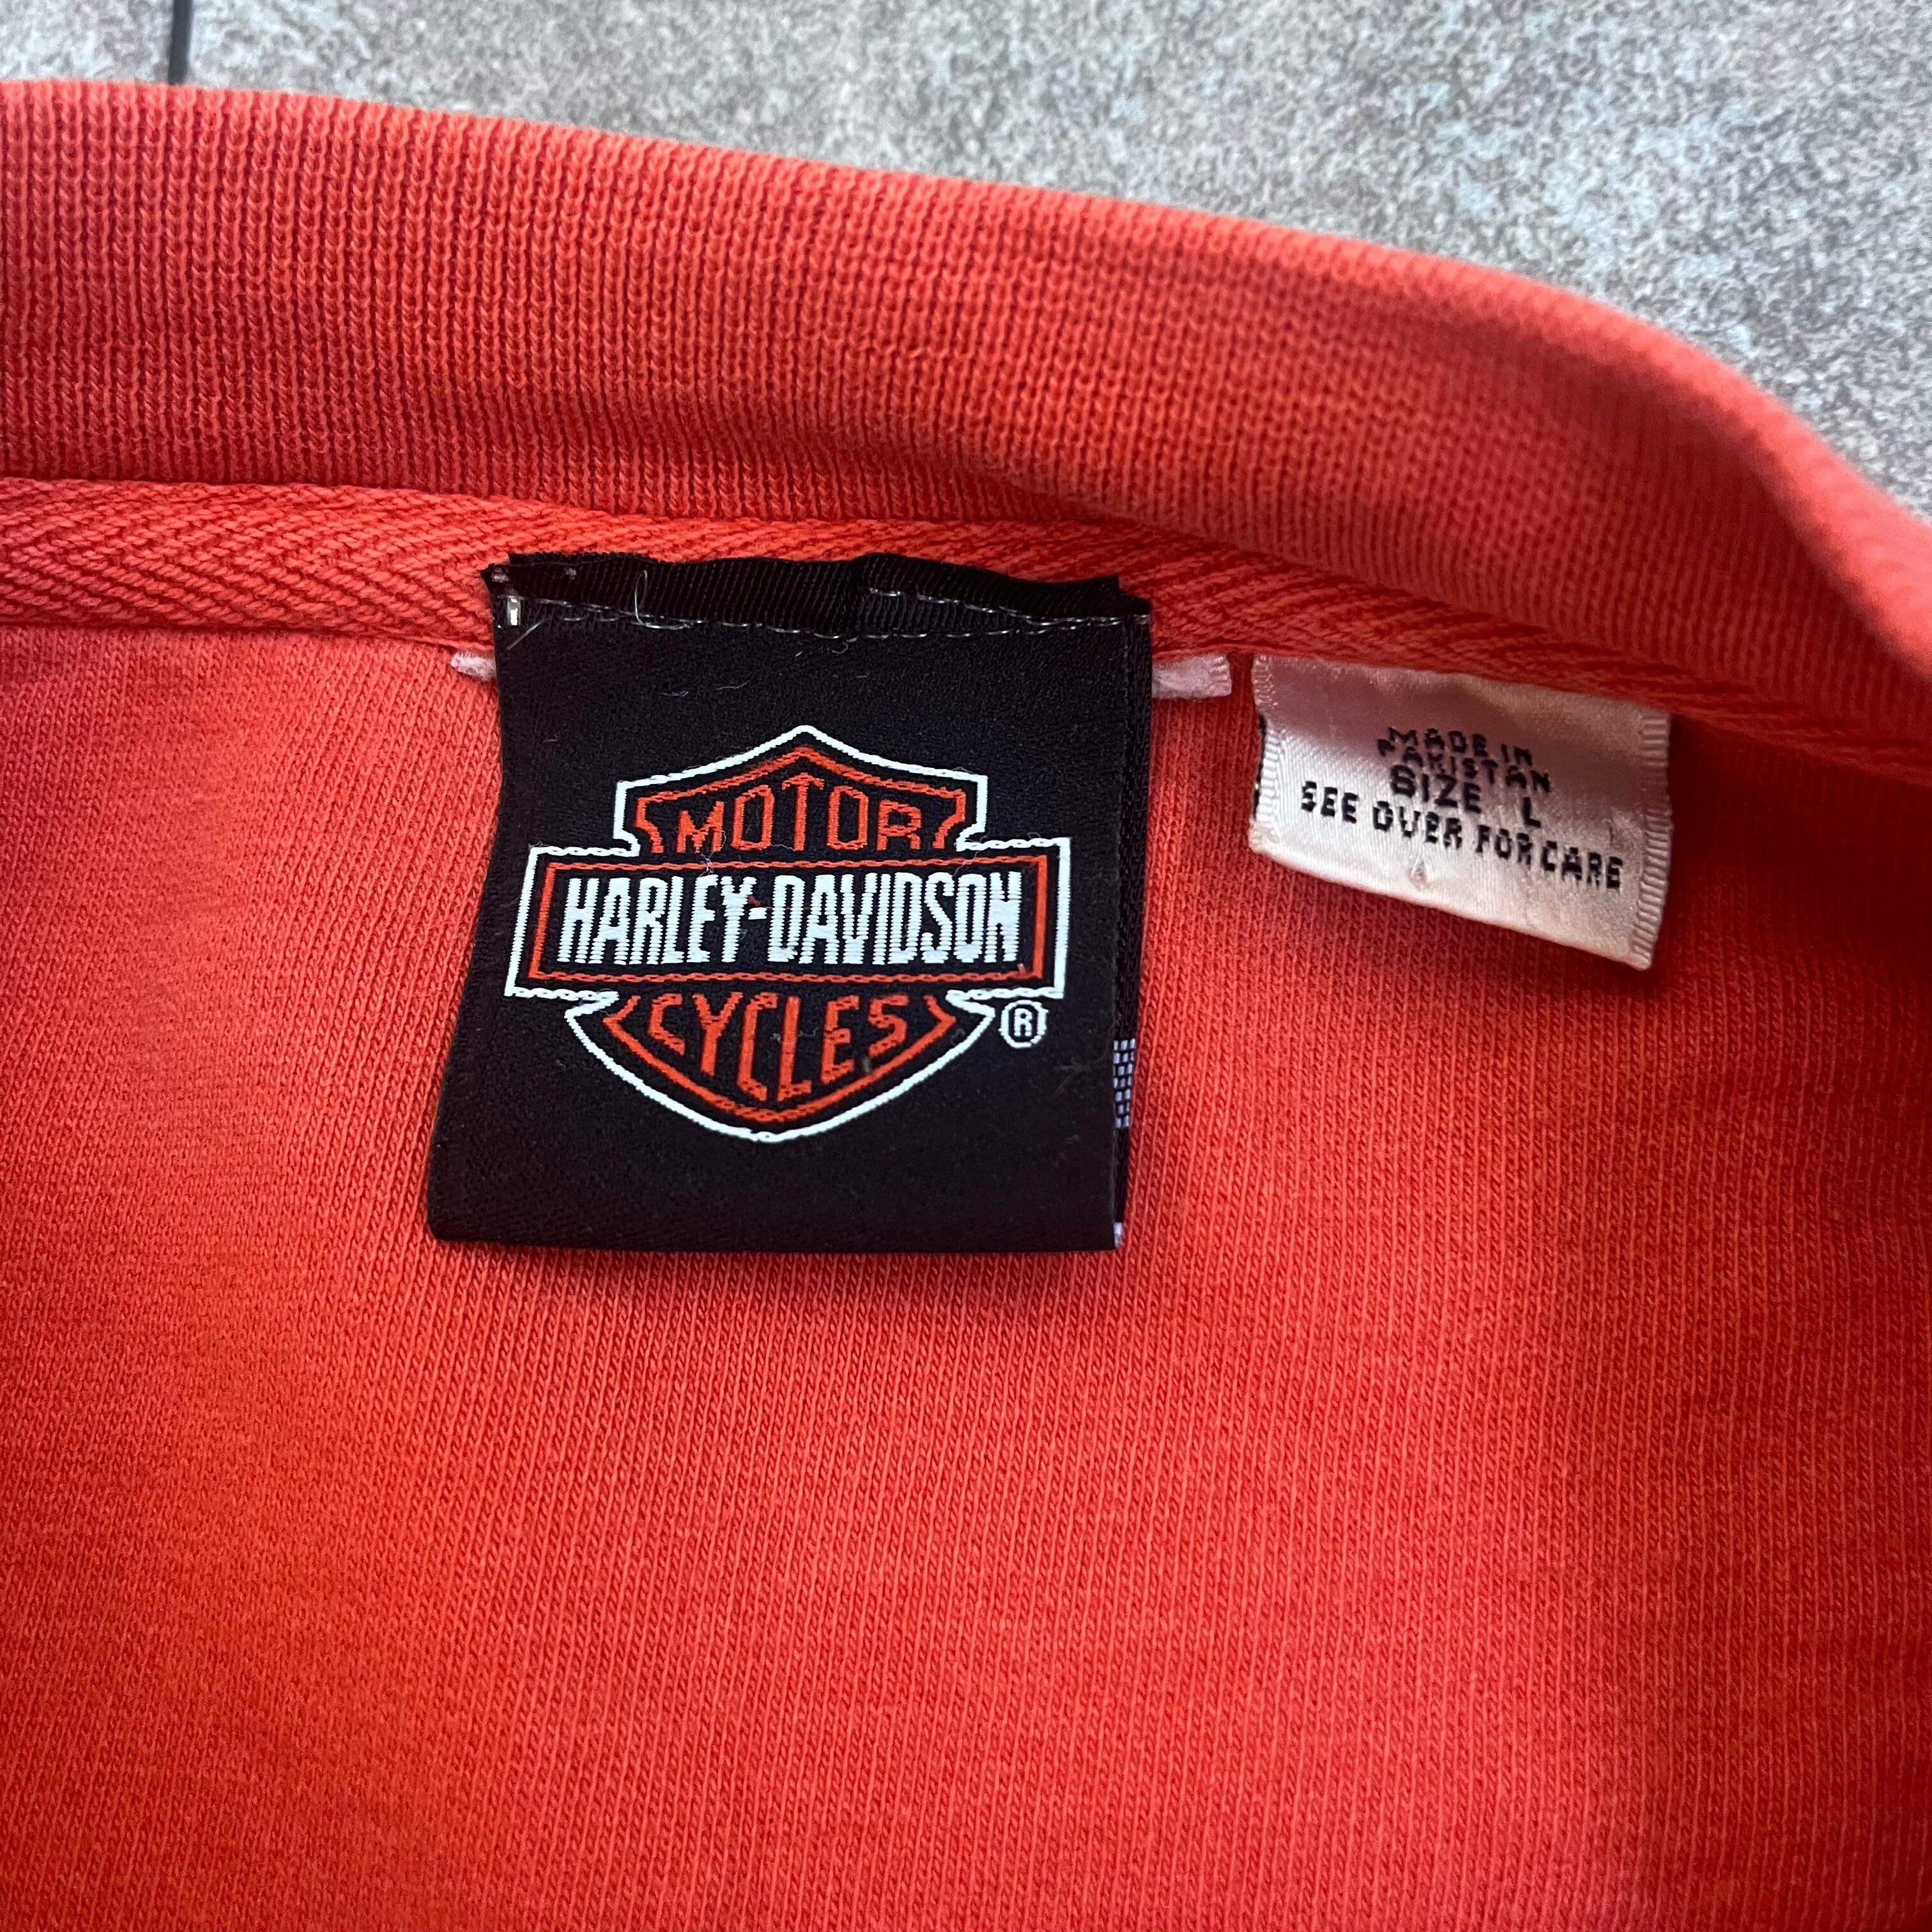 MOTOR
HARLEY-DAVIDSON
CYCLES
®
MADE IN
PAKISTAN
SIZE L
SEE OVER FOR CARE